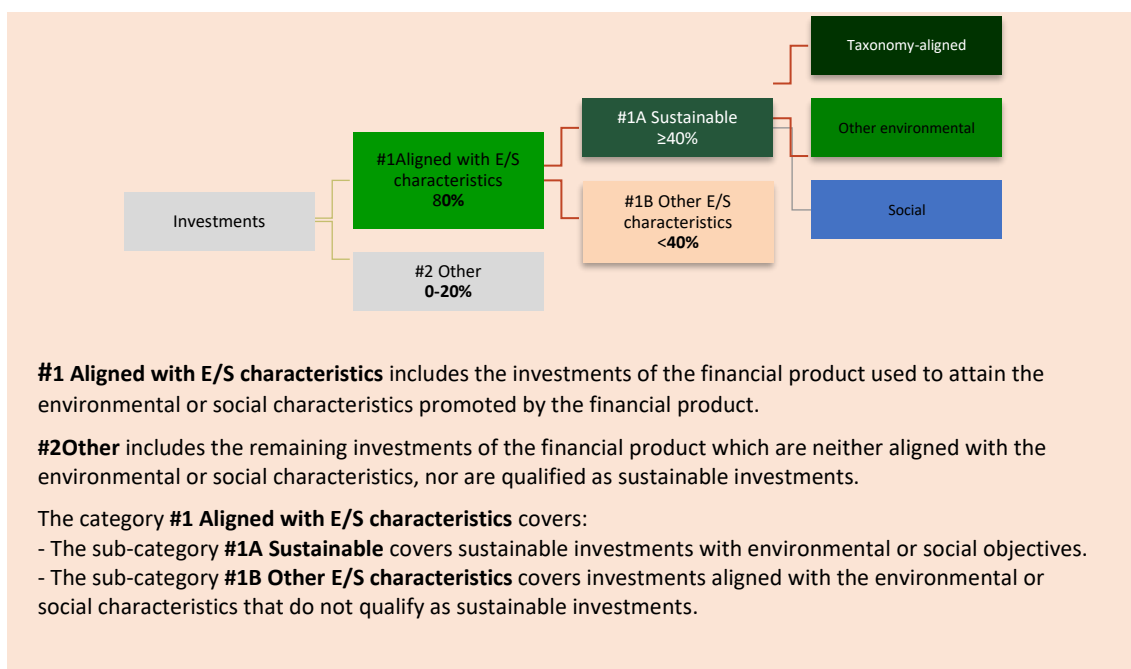 Taxonomy-aligned
#1A Sustainable
≥40%
Other environmental
#1Aligned with E/S
characteristics
80%
#1B Other E/S
characteristics
<40%
Social
Investments
#2 Other
0-20%
#1 Aligned with E/S characteristics includes the investments of the financial product used to attain the
environmental or social characteristics promoted by the financial product.
#2Other includes the remaining investments of the financial product which are neither aligned with the
environmental or social characteristics, nor are qualified as sustainable investments.
The category #1 Aligned with E/S characteristics covers:
- The sub-category #1A Sustainable covers sustainable investments with environmental or social objectives.
- The sub-category #1B Other E/S characteristics covers investments aligned with the environmental or
social characteristics that do not qualify as sustainable investments.